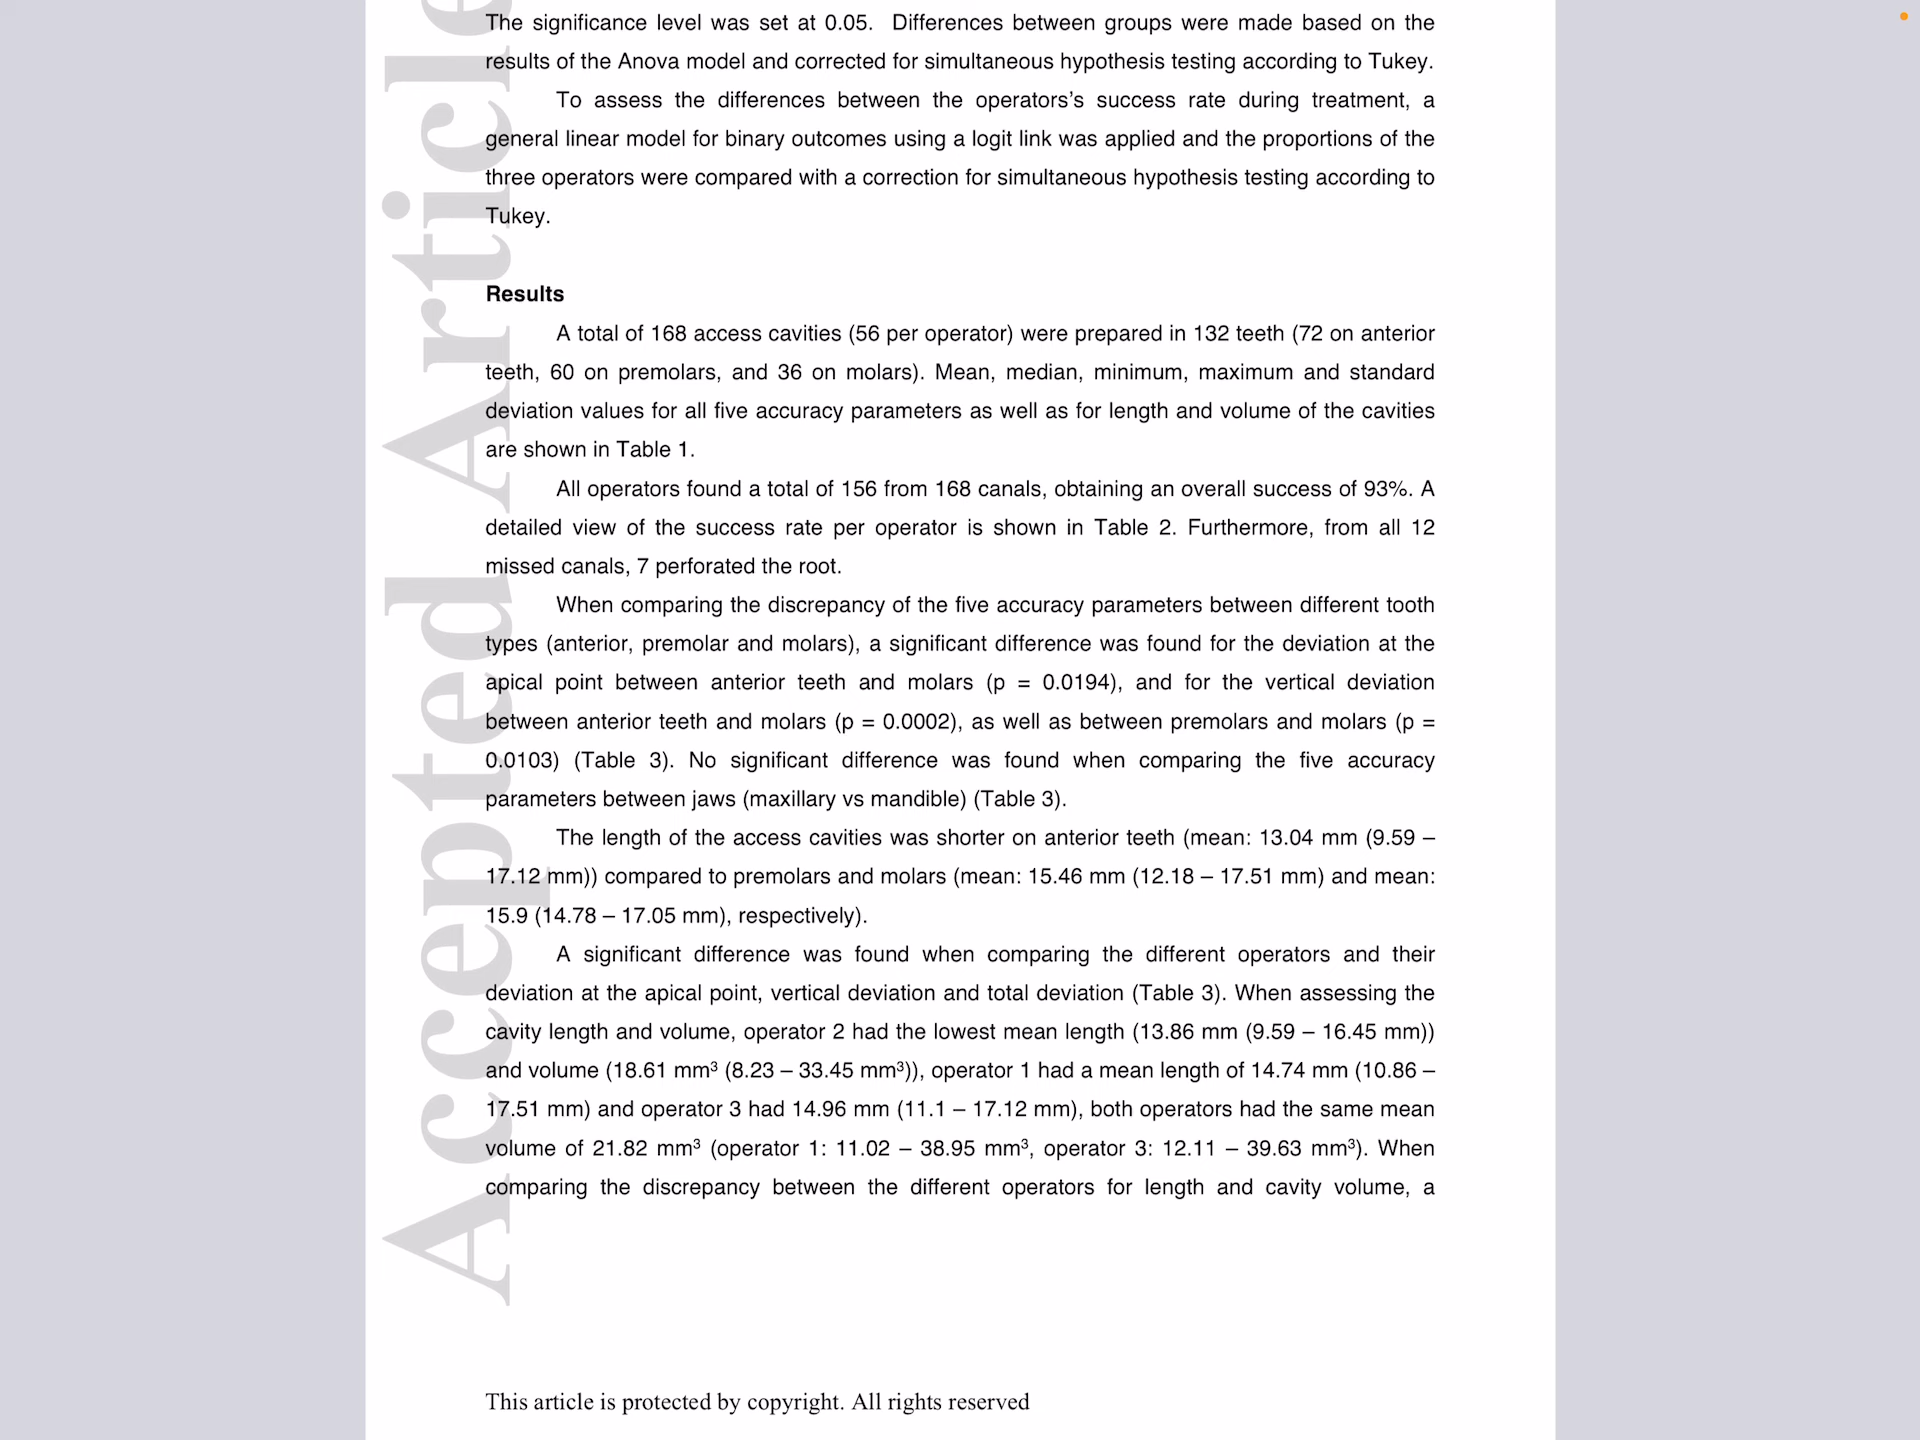 The significance level was set at 0.05.  Differences between groups were made based on the
results of the Anova model and corrected for simultaneous hypothesis testing according to Tukey.
To assess the differences between the operators’s success rate during treatment, a
general linear model for binary outcomes using a logit link was applied and the proportions of the
three operators were compared with a correction for simultaneous hypothesis testing according to
Tukey.
Results
A total of 168 access cavities (56 per operator) were prepared in 132 teeth (72 on anterior
teeth, 60 on premolars, and 36 on molars). Mean, median, minimum, maximum and standard
deviation values for all five accuracy parameters as well as for length and volume of the cavities
are shown in Table 1.
All operators found a total of 156 from 168 canals, obtaining an overall success of 93%. A
detailed view of the success rate per operator is shown in Table 2. Furthermore, from all 12
missed canals, 7 perforated the root.
When comparing the discrepancy of the five accuracy parameters between different tooth
types (anterior, premolar and molars), a significant difference was found for the deviation at the
apical point between anterior teeth and molars (p = 0.0194), and for the vertical deviation
between anterior teeth and molars (p = 0.0002), as well as between premolars and molars (p =
0.0103) (Table 3). No significant difference was found when comparing the five accuracy
parameters between jaws (maxillary vs mandible) (Table 3).
The length of the access cavities was shorter on anterior teeth (mean: 13.04 mm (9.59 –
17.12 mm)) compared to premolars and molars (mean: 15.46 mm (12.18 – 17.51 mm) and mean:
15.9 (14.78 – 17.05 mm), respectively).
A significant difference was found when comparing the different operators and their
deviation at the apical point, vertical deviation and total deviation (Table 3). When assessing the
cavity length and volume, operator 2 had the lowest mean length (13.86 mm (9.59 – 16.45 mm))
and volume (18.61 mm³ (8.23 – 33.45 mm³)), operator 1 had a mean length of 14.74 mm (10.86 –
17.51 mm) and operator 3 had 14.96 mm (11.1 – 17.12 mm), both operators had the same mean
volume of 21.82 mm³ (operator 1: 11.02 – 38.95 mm³, operator 3: 12.11 – 39.63 mm³). When
comparing the discrepancy between the different operators for length and cavity volume, a
This article is protected by copyright. All rights reserved
Accepted Article